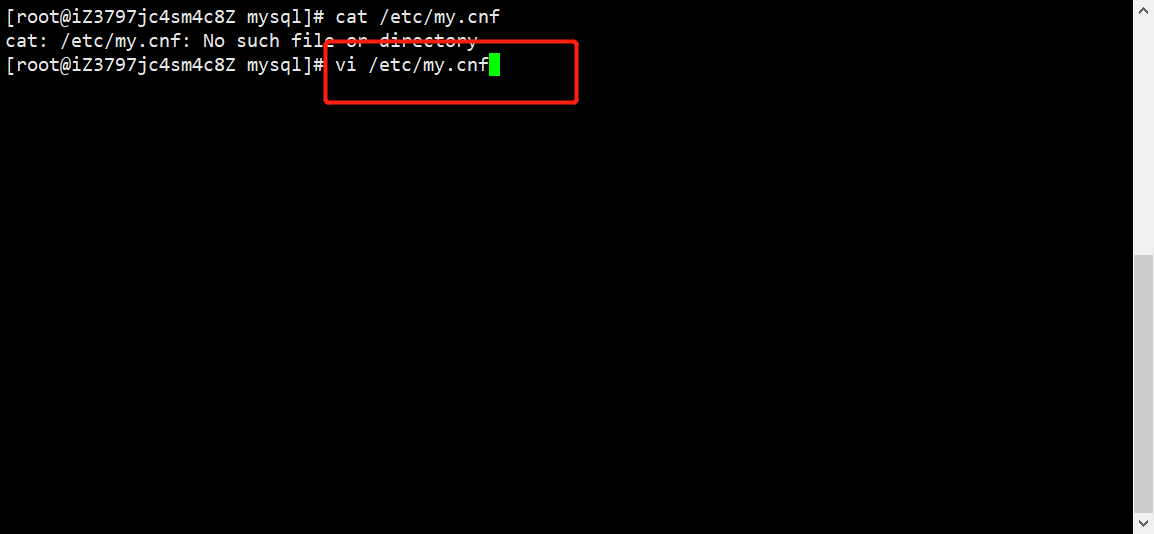 [root@iZ3797jc4sm4c8Z mysql]# cat /etc/my.cnf
cat: /etc/my.cnf: No such file or directory
[root@iZ3797jc4sm4c8Z mysql]# vi /etc/my.cnf